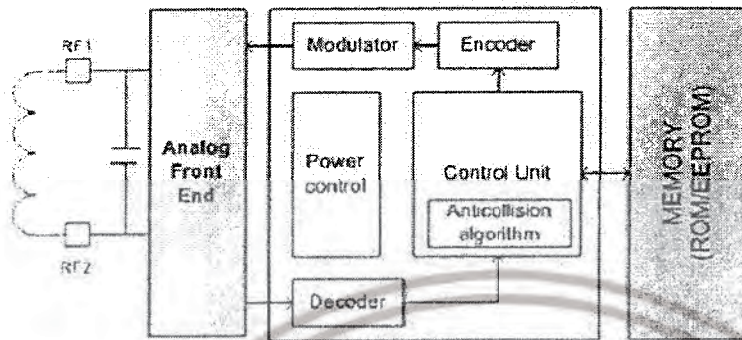 RF1
Modulator
Encoder
Analog
Front
End
Power
control
Control Unit
Anticollision
algorithm
MEMORY
(ROM/EEPROM)
RF2
Decoder